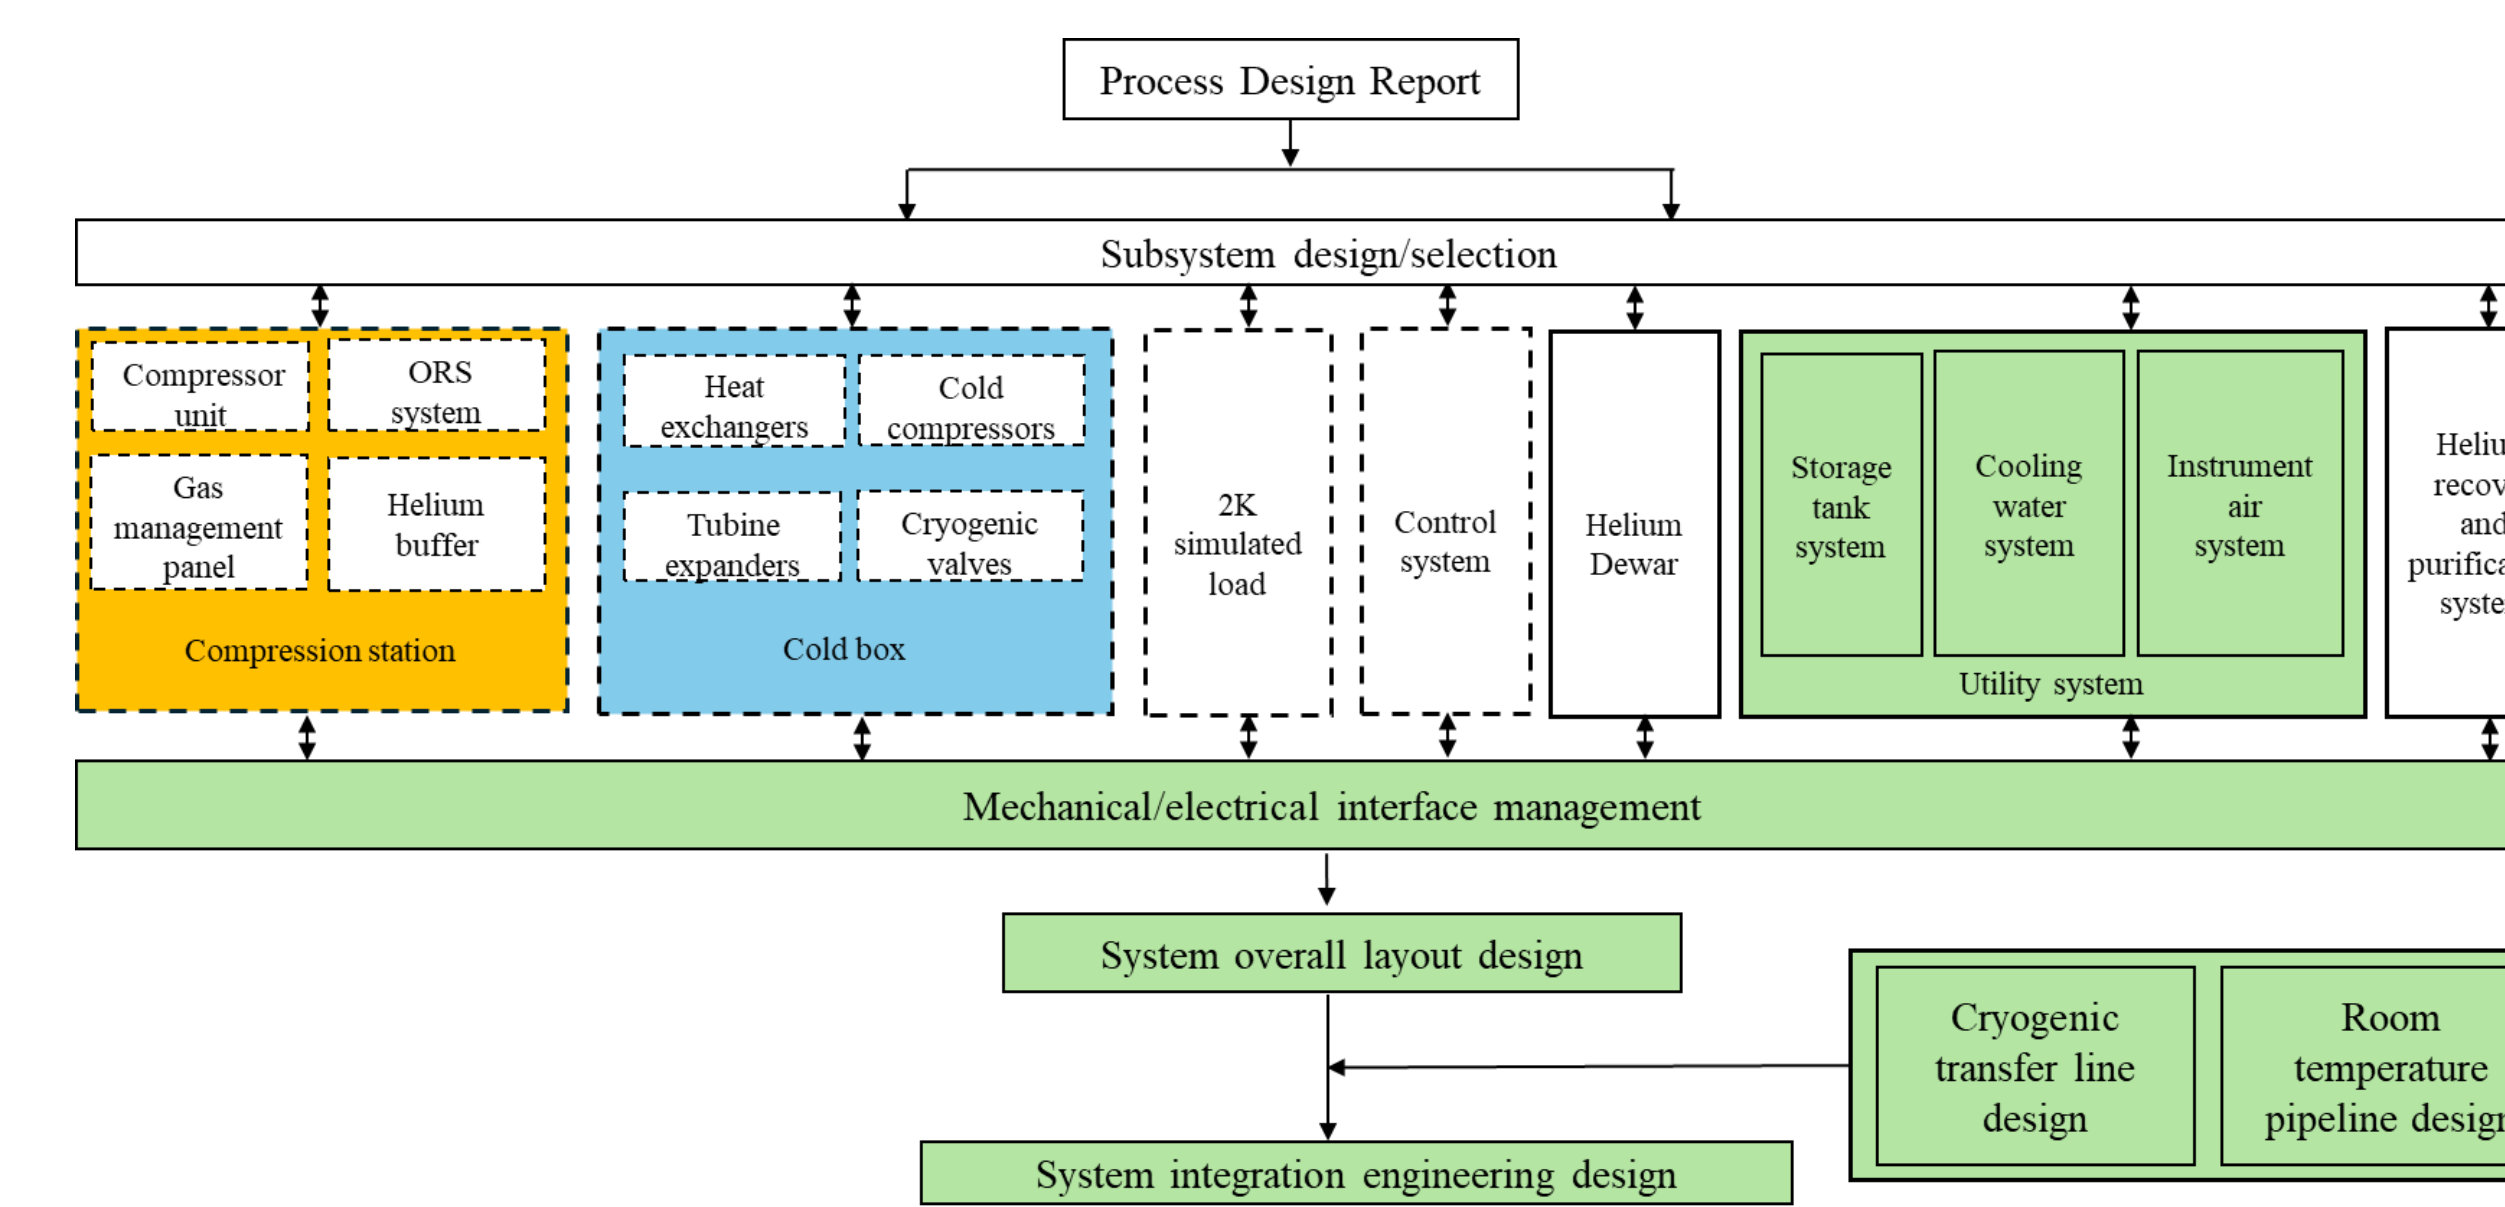 Process Design Report
Subsystem design/selection
Compressor
unit
ORS
system
Gas
management
panel
Helium
buffer
Compression station
Heat
exchangers
Cold
compressors
Tubine
expanders
Cryogenic
valves
Cold box
2K
simulated
load
Control
system
Helium
Dewar
Storage
tank
system
Cooling
water
system
Instrument
air
system
Utility system
and
Mechanical/electrical interface management
System overall layout design
Cryogenic
transfer line
design
Room
temperature
pipeline design
System integration engineering design